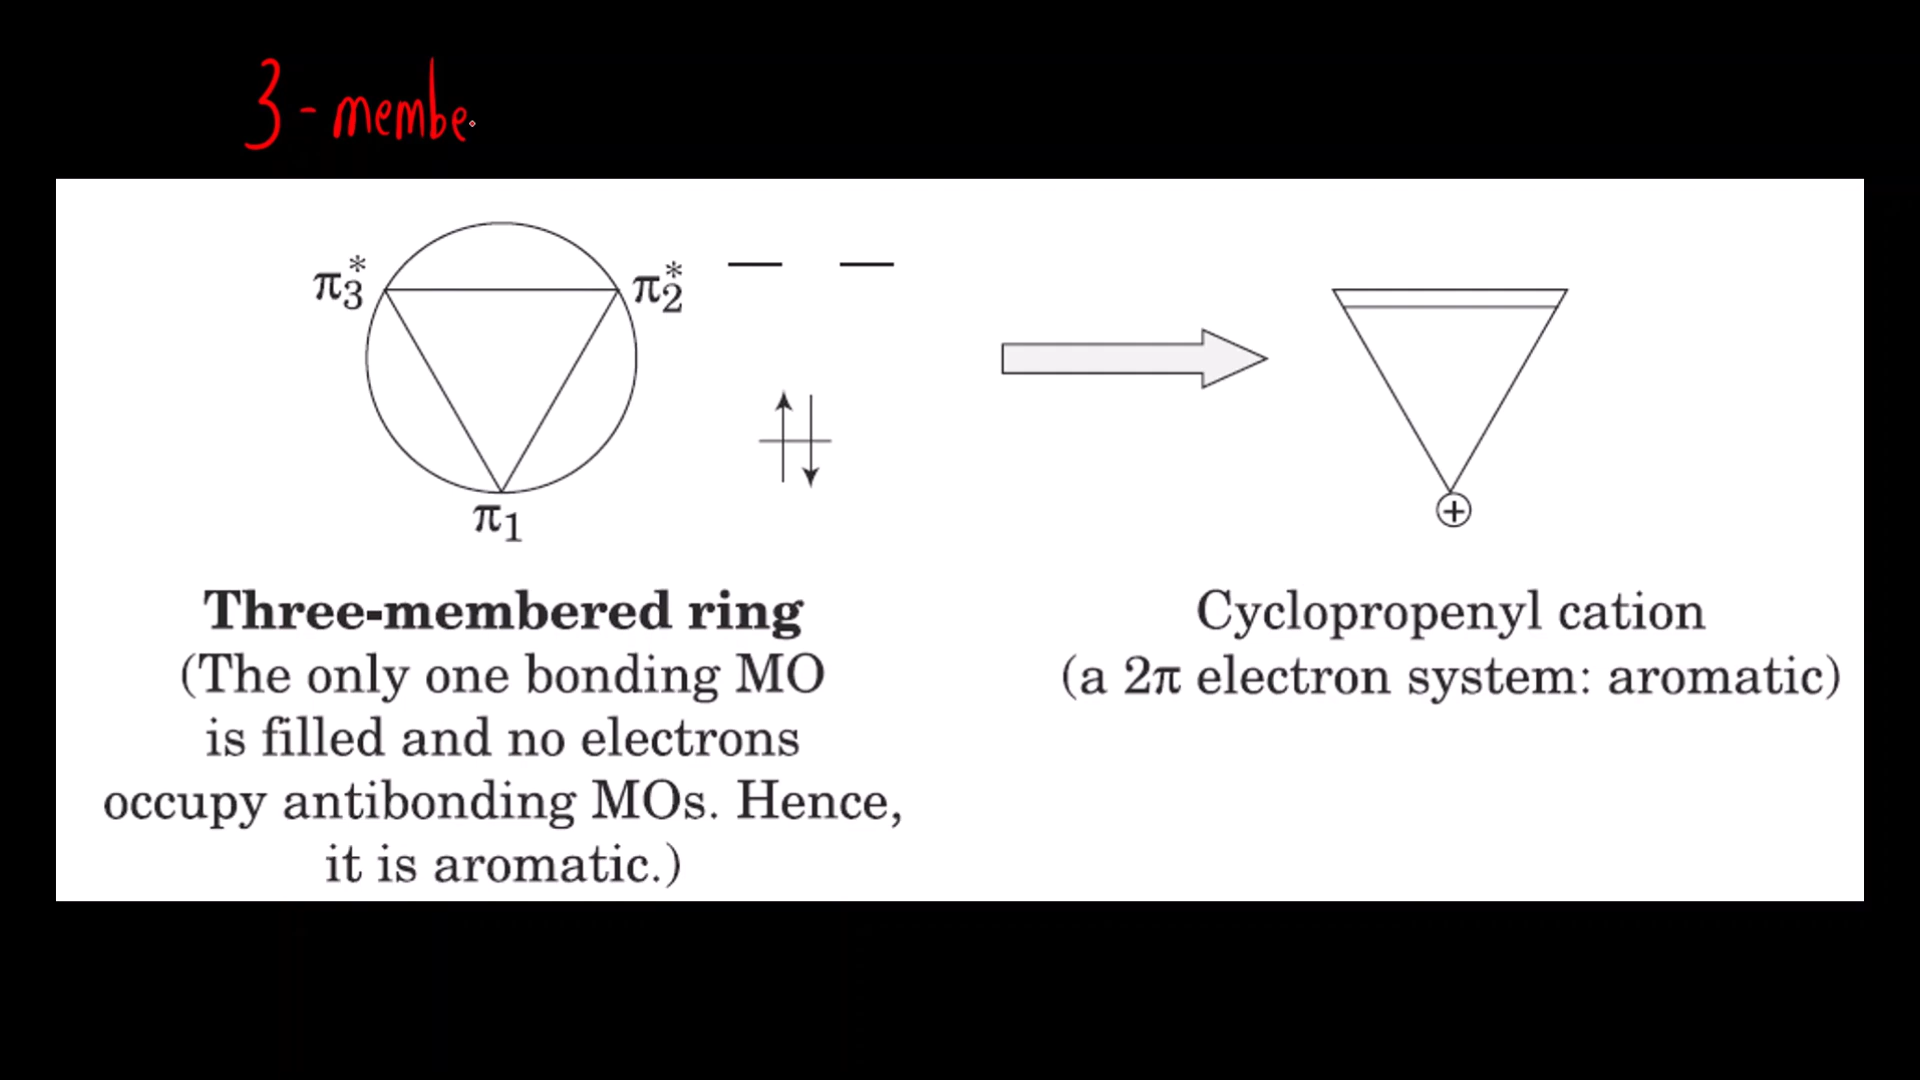 3 - membe
π3* π2*
π1
Three-membered ring
(The only one bonding MO
is filled and no electrons
occupy antibonding MOs. Hence,
it is aromatic.)
+
Cyclopropenyl cation
(a 2π electron system: aromatic)